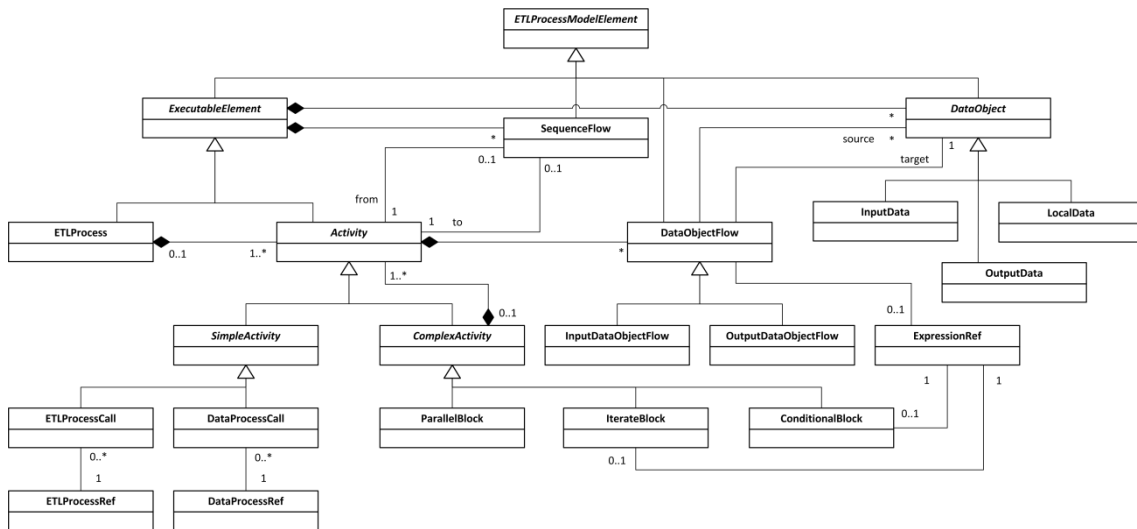 ETLProcessModelElement
ExecutableElement
DataObject
SequenceFlow
*
*
source
*
1
0..1
0..1
target
from
1
1
to
InputData
LocalData
ETLProcess
Activity
DataObjectFlow
0..1
1..*
*
OutputData
1..*
0..1
0..1
SimpleActivity
ComplexActivity
InputDataObjectFlow
OutputDataObjectFlow
ExpressionRef
1
1
ETLProcessCall
DataProcessCall
ParallelBlock
IterateBlock
ConditionalBlock
0..1
0..*
0..*
0..1
1
1
ETLProcessRef
DataProcessRef